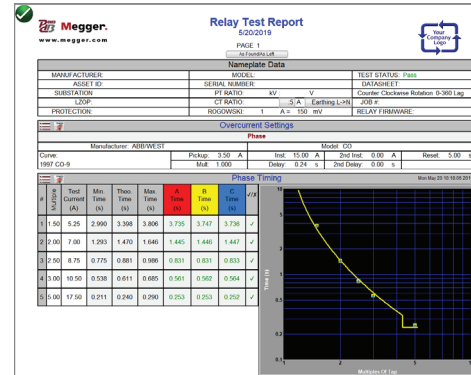 Megger.
www.megger.com
Relay Test Report
5/20/2019
PAGE 1
As Found/As Left
Your
Company
Logo
Nameplate Data
MANUFACTURER: MODEL: TEST STATUS: Pass
ASSET ID: SERIAL NUMBER: DATASHEET:
SUBSTATION PT RATIO: kV : V Counter Clockwise Rotation 0-360 Lag
LZOP: CT RATIO: :5 A Earthing L->N JOB #:
PROTECTION: ROGOWSKI: 1 A = 150 mV RELAY FIRMWARE:
Overcurrent Settings
Phase
Manufacturer: ABB/WEST Model: CO
Curve: Pickup: 3.50 A Inst: 15.00 A 2nd Inst: 0.00 A Reset: 5.00 s
1997 CO-9 Mult: 1.000 Delay: 0.24 s 2nd Delay: 0.00 s
Phase Timing
# Multiple Test Current (A) Min. Time (s) Theo. Time (s) Max. Time (s) A Time (s) B Time (s) C Time (s) √/X
1 1.50 5.25 2.990 3.398 3.806 3.735 3.747 3.736 ✓
2 2.00 7.00 1.293 1.470 1.646 1.445 1.446 1.447 ✓
3 2.50 8.75 0.775 0.881 0.986 0.831 0.831 0.833 ✓
4 3.00 10.50 0.538 0.611 0.685 0.561 0.562 0.564 ✓
5 5.00 17.50 0.211 0.240 0.290 0.253 0.253 0.252 ✓
10
5
2
1
0.5
0.2
0.1
Time (s)
1 2 5
Multiples Of Tap